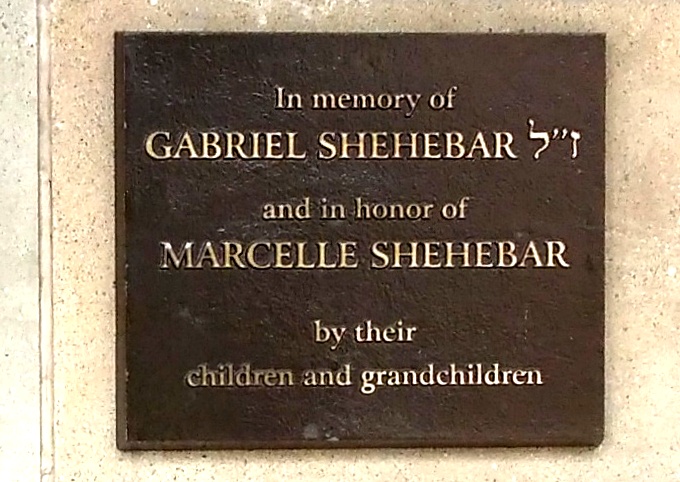 In memory of
GABRIEL SHEHEBAR ז״ל
and in honor of
MARCELLE SHEHEBAR
by their
children and grandchildren